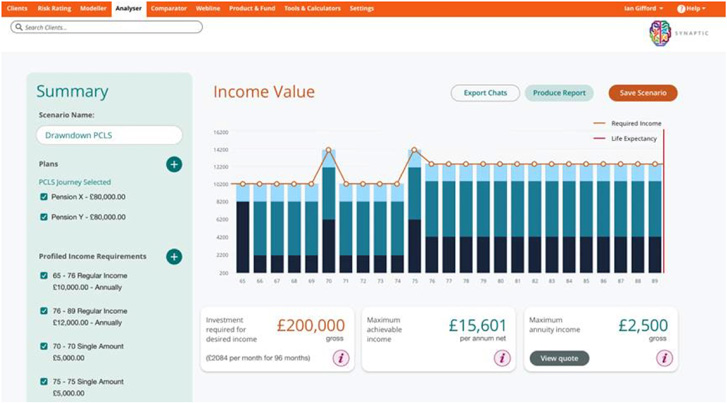 Clients Risk Rating Modeller Analyser Comparator Webline Product & Fund Tools & Calculators Settings Ian Gifford ? Help
Search Clients...
SYNAPTIC
Summary
Scenario Name:
Drawndown PCLS
Plans
PCLS Journey Selected
Pension X - £80,000.00
Pension Y - £80,000.00
Profiled Income Requirements
65 - 76 Regular Income
£10,000.00 - Annually
76 - 89 Regular Income
£12,000.00 - Annually
70 - 70 Single Amount
£5,000.00
75 - 75 Single Amount
£5,000.00
Income Value
Export Chats Produce Report Save Scenario
Required Income
Life Expectancy
16200
14200
12200
10200
8200
6200
4200
2200
200
65 66 67 68 69 70 71 72 73 74 75 76 77 78 79 80 81 82 83 84 85 86 87 88 89
Investment
required for
desired income
£200,000
gross
(£2084 per month for 96 months)
i
Maximum
achievable
income
£15,601
per annum net
i
Maximum
annuity income
£2,500
gross
View quote
i